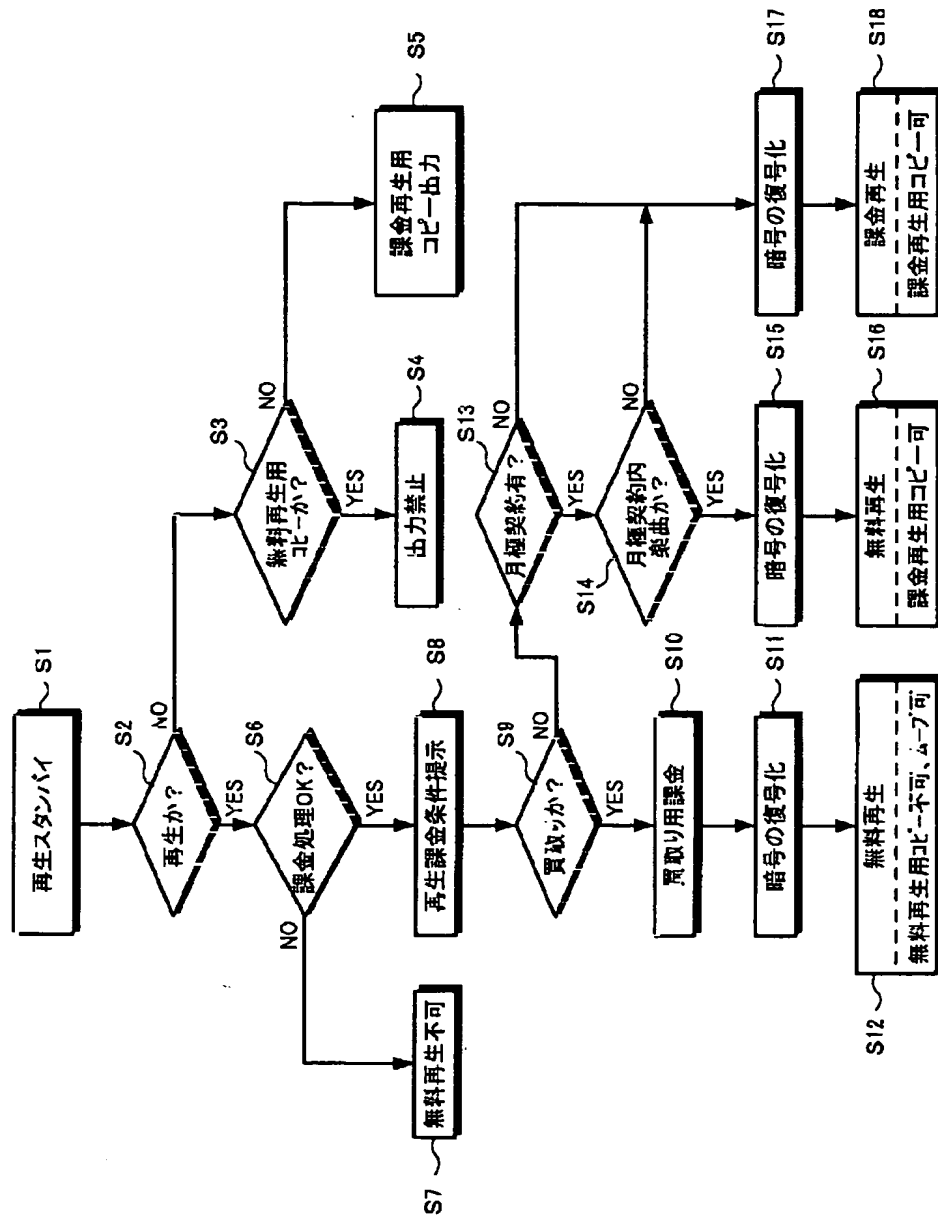 再生スタンバイ
S1
再生か？
S2
NO
YES
無料再生用
コピーか？
S3
NO
YES
出力禁止
S4
課金再生用
コピー出力
S5
課金処理OK？
S6
NO
YES
無料再生不可
S7
再生課金条件提示
S8
買取りか？
S9
NO
YES
買取り用課金
S10
暗号の復号化
S11
無料再生
無料再生用コピー不可、ムーブ可
S12
月極契約有？
S13
NO
YES
月極契約内
楽曲か？
S14
NO
YES
暗号の復号化
S15
無料再生
課金再生用コピー可
S16
暗号の復号化
S17
課金再生
課金再生用コピー可
S18